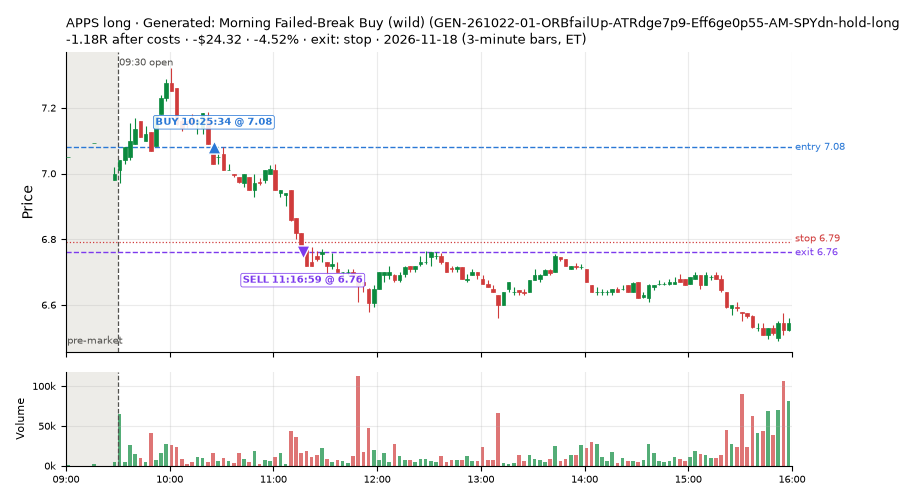 APPS long · Generated: Morning Failed-Break Buy (wild) (GEN-261022-01-ORBfailUp-ATRdge7p9-Eff6ge0p55-AM-SPYdn-hold-long
-1.18R after costs · -$24.32 · -4.52% · exit: stop · 2026-11-18 (3-minute bars, ET)
09:30 open
BUY 10:25:34 @ 7.08
SELL 11:16:59 @ 6.76
entry 7.08
stop 6.79
exit 6.76
pre-market
Price
7.2
7.0
6.8
6.6
Volume
100k
50k
0k
09:00
10:00
11:00
12:00
13:00
14:00
15:00
16:00